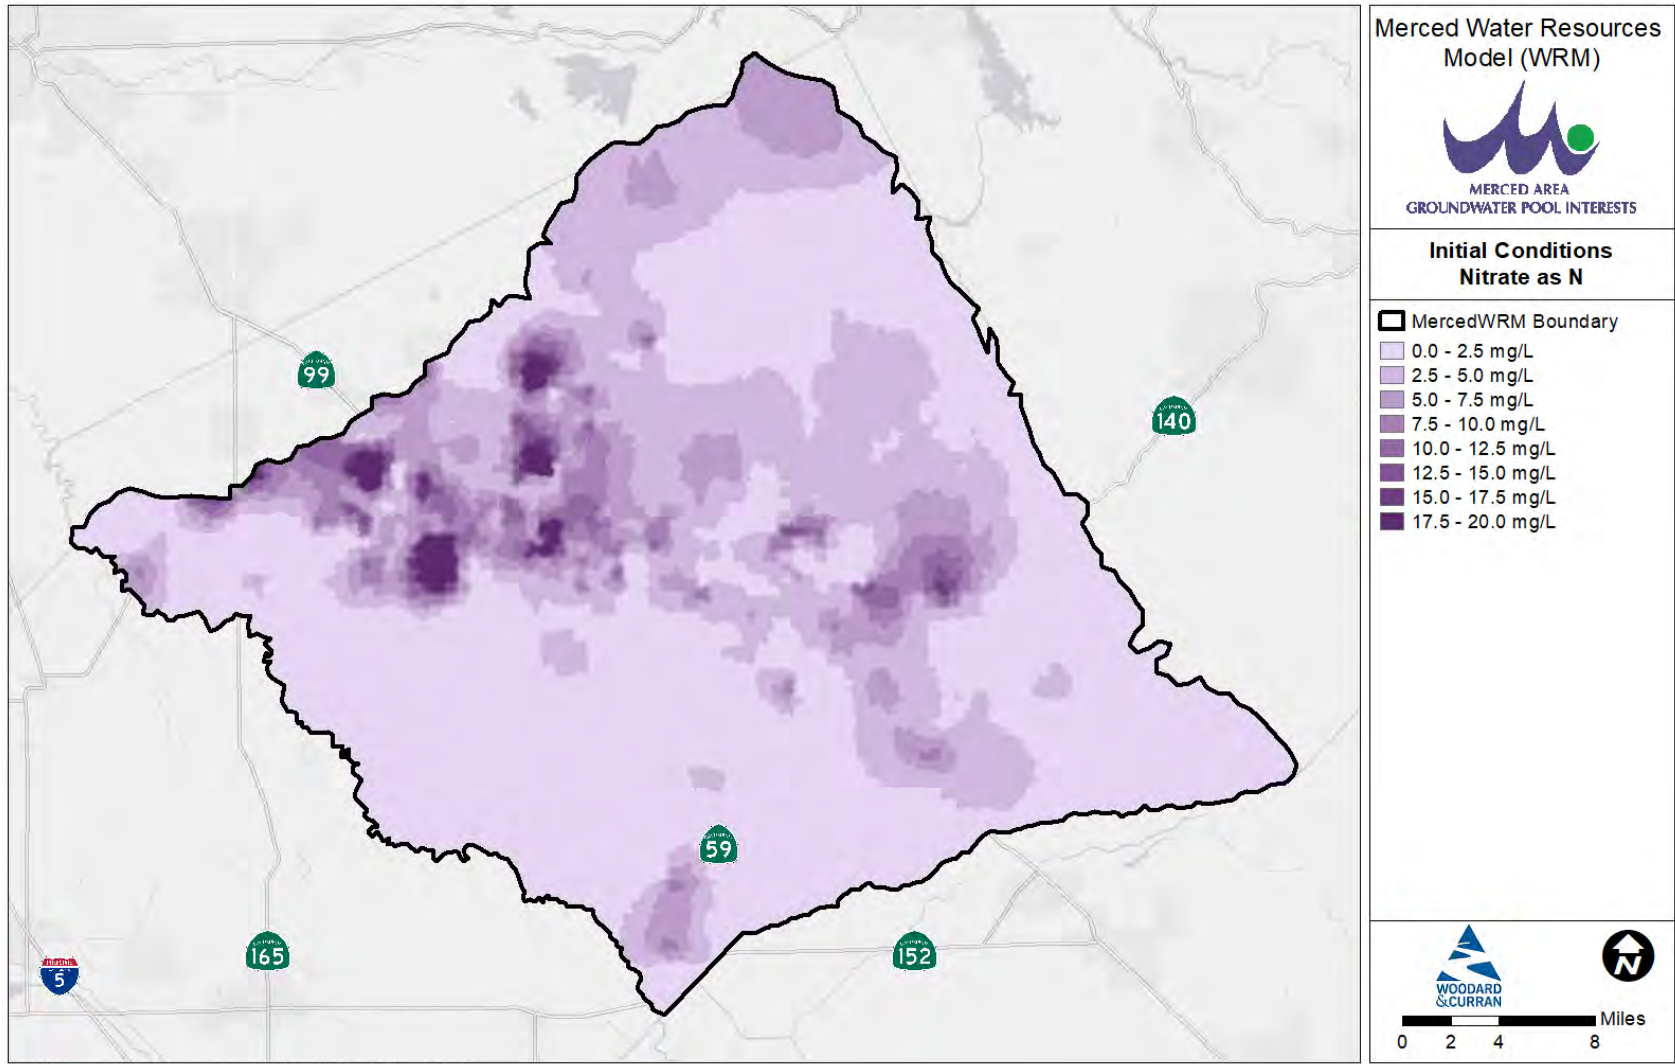 Merced Water Resources
Model (WRM)
MERCED AREA
GROUNDWATER POOL INTERESTS
Initial Conditions
Nitrate as N
MercedWRM Boundary
0.0 - 2.5 mg/L
2.5 - 5.0 mg/L
5.0 - 7.5 mg/L
7.5 - 10.0 mg/L
10.0 - 12.5 mg/L
12.5 - 15.0 mg/L
15.0 - 17.5 mg/L
17.5 - 20.0 mg/L
99
140
59
165
152
5
WOODARD
&CURRAN
N
Miles
0 2 4 8